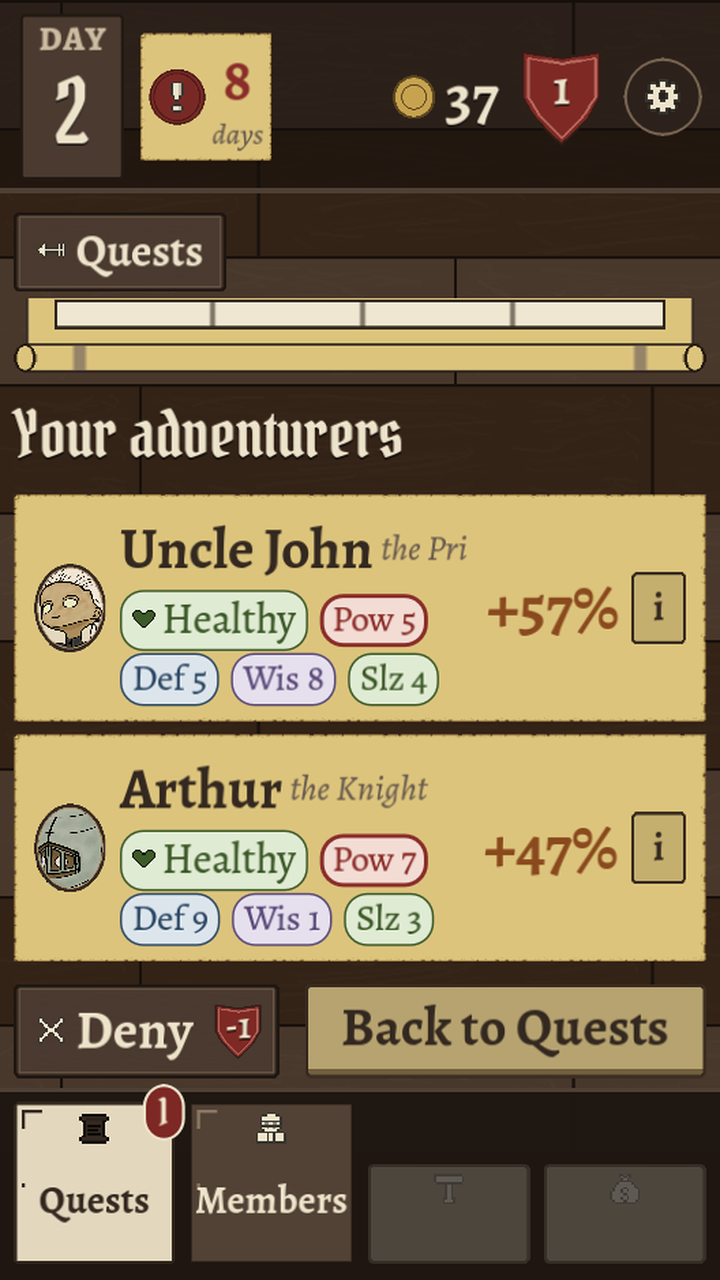 DAY
2
!
8
days
37
1
Quests
Your adventurers
Uncle John the Pri
Healthy Pow 5
+57% i
Def 5 Wis 8 Slz 4
Arthur the Knight
Healthy Pow 7
+47% i
Def 9 Wis 1 Slz 3
Deny -1 Back to Quests
1
Quests Members